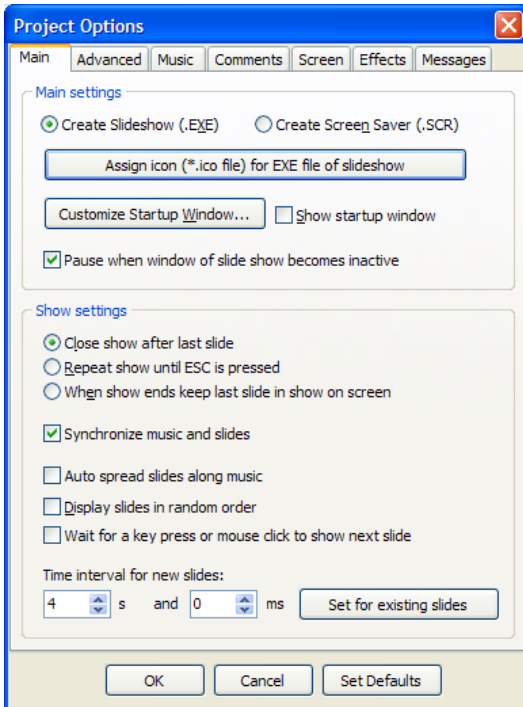 Project Options
Main Advanced Music Comments Screen Effects Messages
Main settings
Create Slideshow (.EXE) Create Screen Saver (.SCR)
Assign icon (*.ico file) for EXE file of slideshow
Customize Startup Window... Show startup window
Pause when window of slide show becomes inactive
Show settings
Close show after last slide
Repeat show until ESC is pressed
When show ends keep last slide in show on screen
Synchronize music and slides
Auto spread slides along music
Display slides in random order
Wait for a key press or mouse click to show next slide
Time interval for new slides:
4 s and 0 ms Set for existing slides
OK Cancel Set Defaults